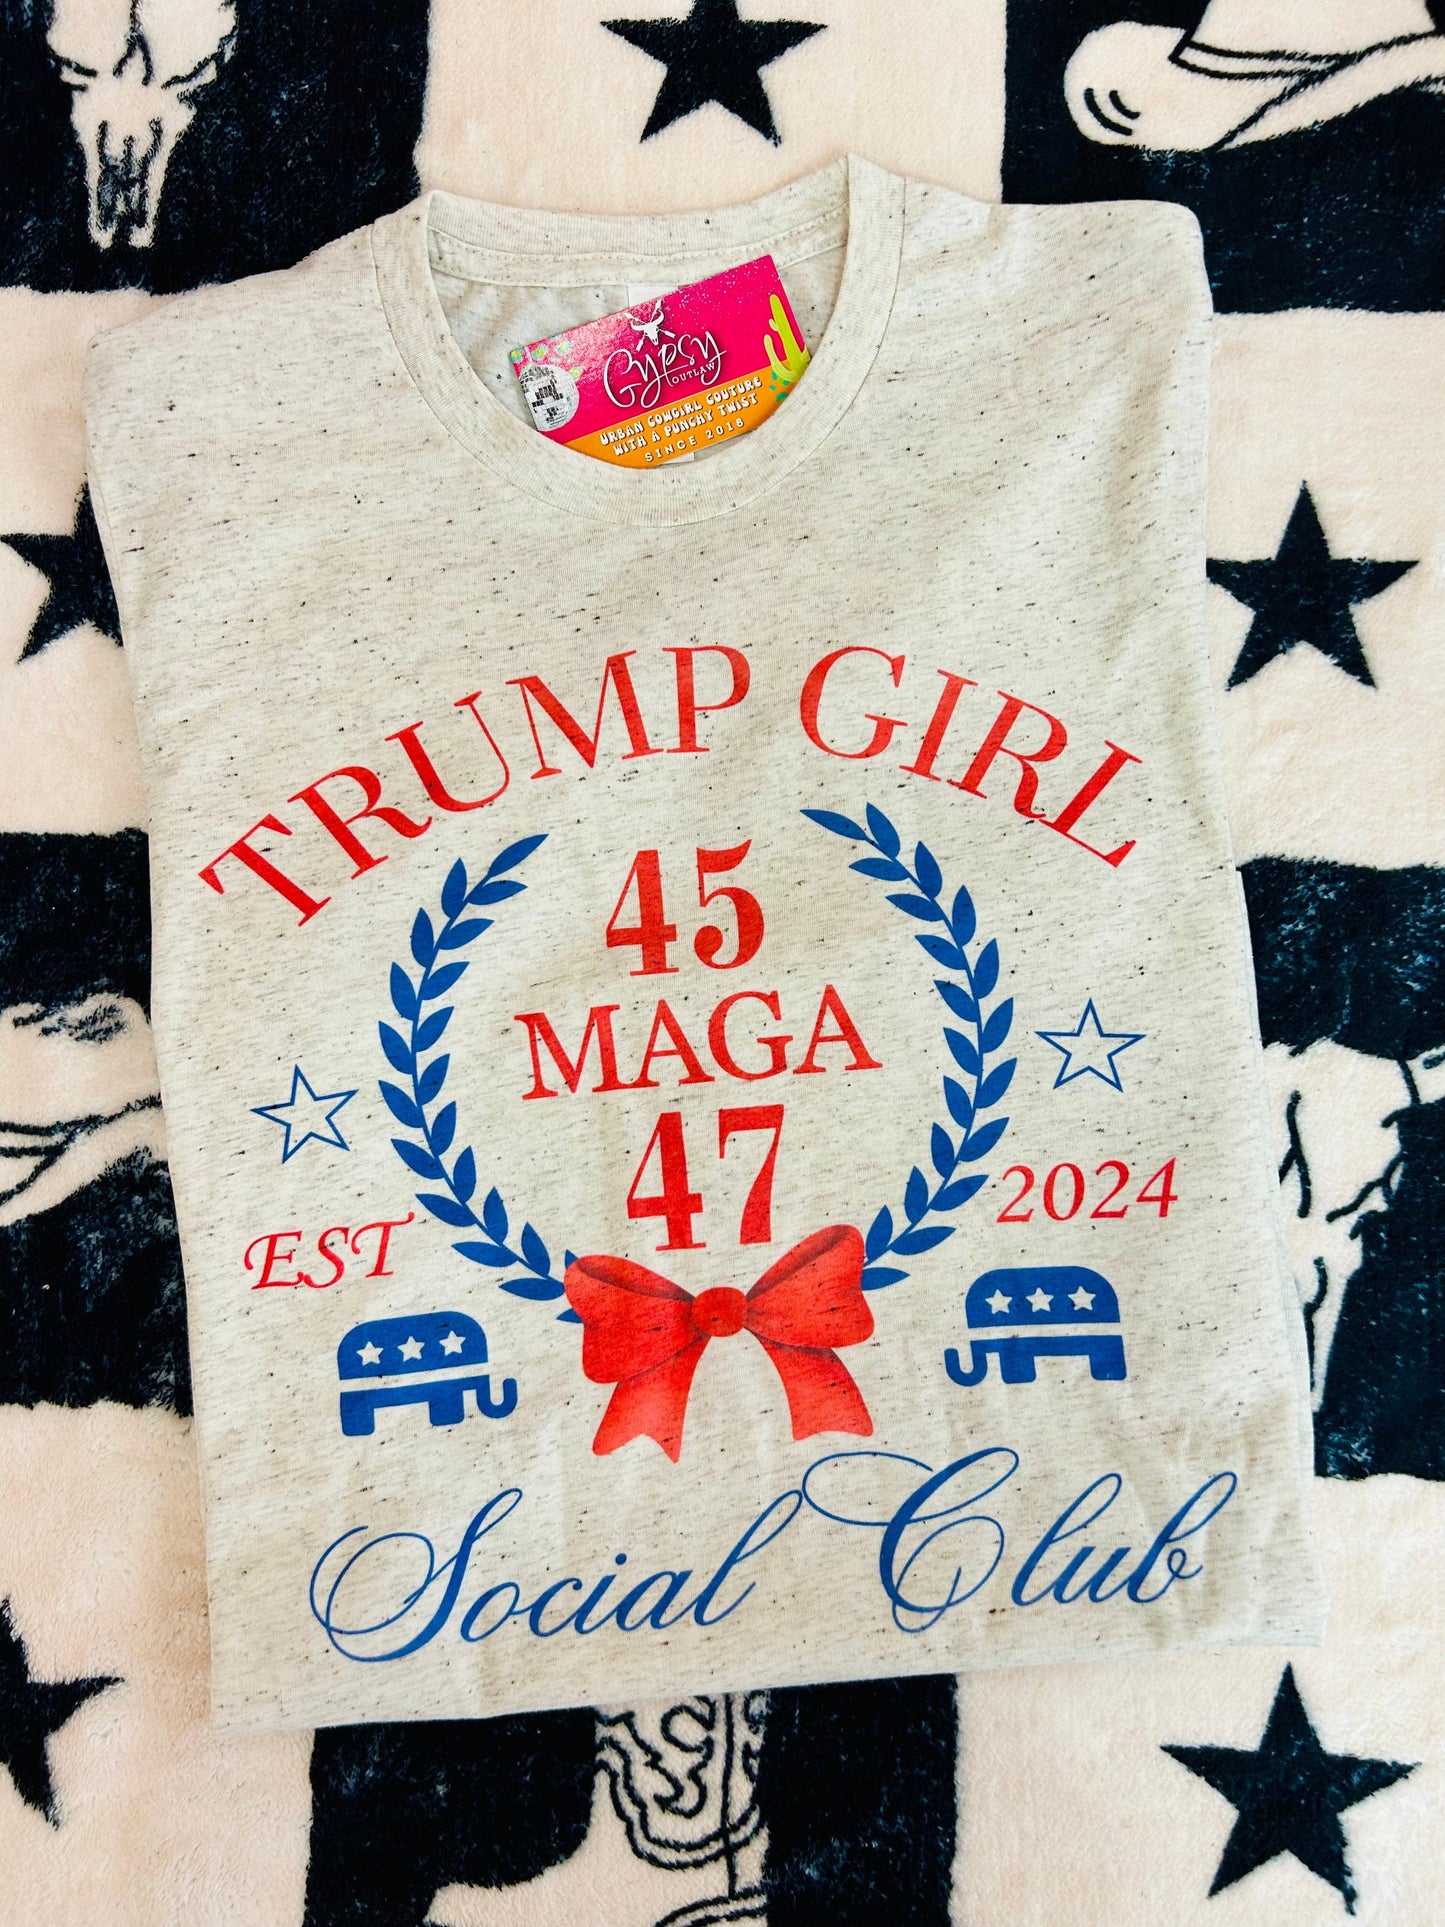 Gypsy
OUTLAW
URBAN COWGIRL COUTURE
WITH A PUNCHY TWIST
SINCE 2018
TRUMP GIRL
45
MAGA
47
EST 2024
Social Club